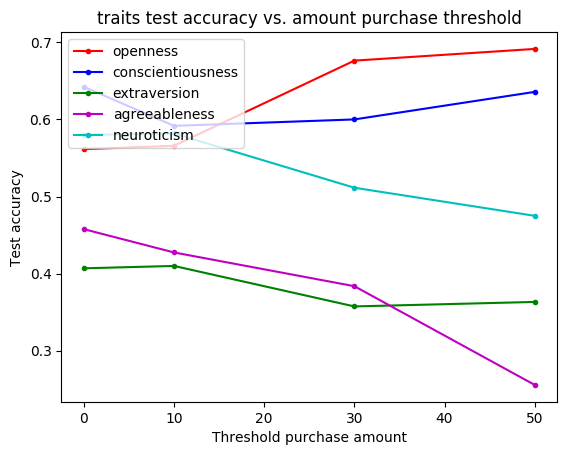 traits test accuracy vs. amount purchase threshold
0.7
0.6
0.5
0.4
0.3
Test accuracy
openness
conscientiousness
extraversion
agreeableness
neuroticism
0
10
20
30
40
50
Threshold purchase amount